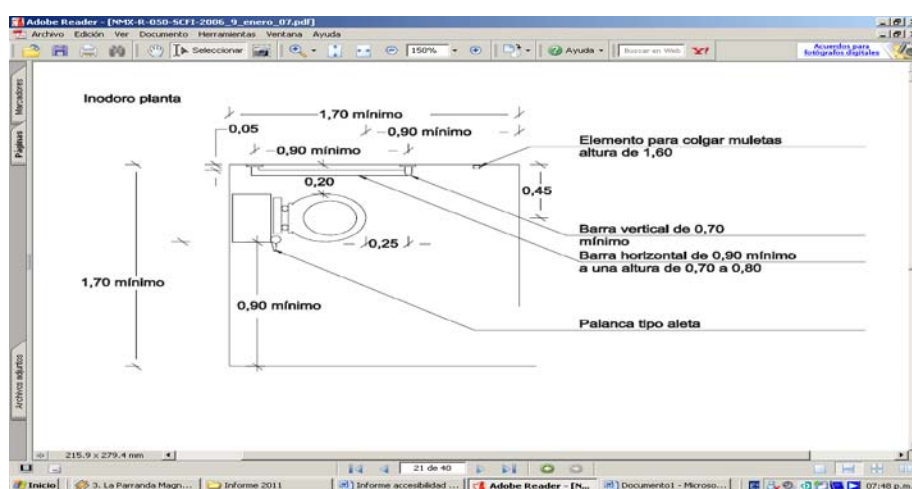 Adobe Reader - [NMX-R-050-SCFI-2006_9_enero_07.pdf]
Archivo Edición Ver Documento Herramientas Ventana Ayuda
Seleccionar 150% Ayuda Buscar en Web Y! Acuerdos para
fotógrafos digitales
Marcadores
Páginas
Archivos adjuntos
Inodoro planta
1,70 mínimo
0,05
0,90 mínimo
0,90 mínimo
Elemento para colgar muletas
altura de 1,60
0,20
0,45
Barra vertical de 0,70
mínimo
0,25
Barra horizontal de 0,90 mínimo
a una altura de 0,70 a 0,80
1,70 mínimo
0,90 mínimo
Palanca tipo aleta
215.9 x 279.4 mm
21 de 40
Inicio 3. La Parranda Magn... Informe 2011 Informe accesibilidad ... Adobe Reader - [N... Documento1 - Microso... 07:48 p.m.